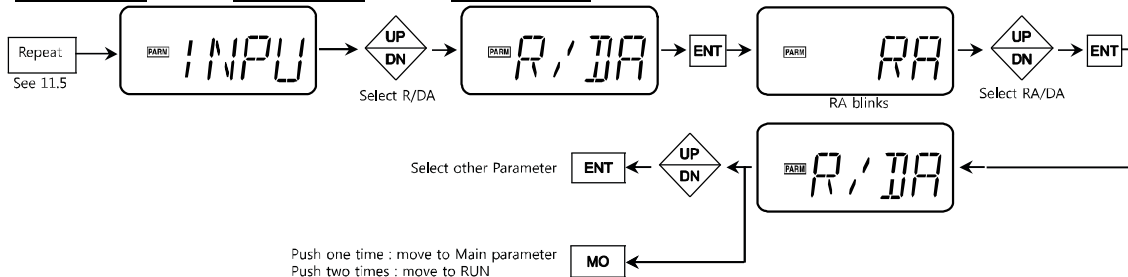 Repeat
See 11.5
PARM INPU
UP
DN
Select R/DA
PARM R/DA
ENT
PARM RA
RA blinks
UP
DN
Select RA/DA
ENT
Select other Parameter
ENT
UP
DN
PARM R/DA
Push one time : move to Main parameter
Push two times : move to RUN
MO